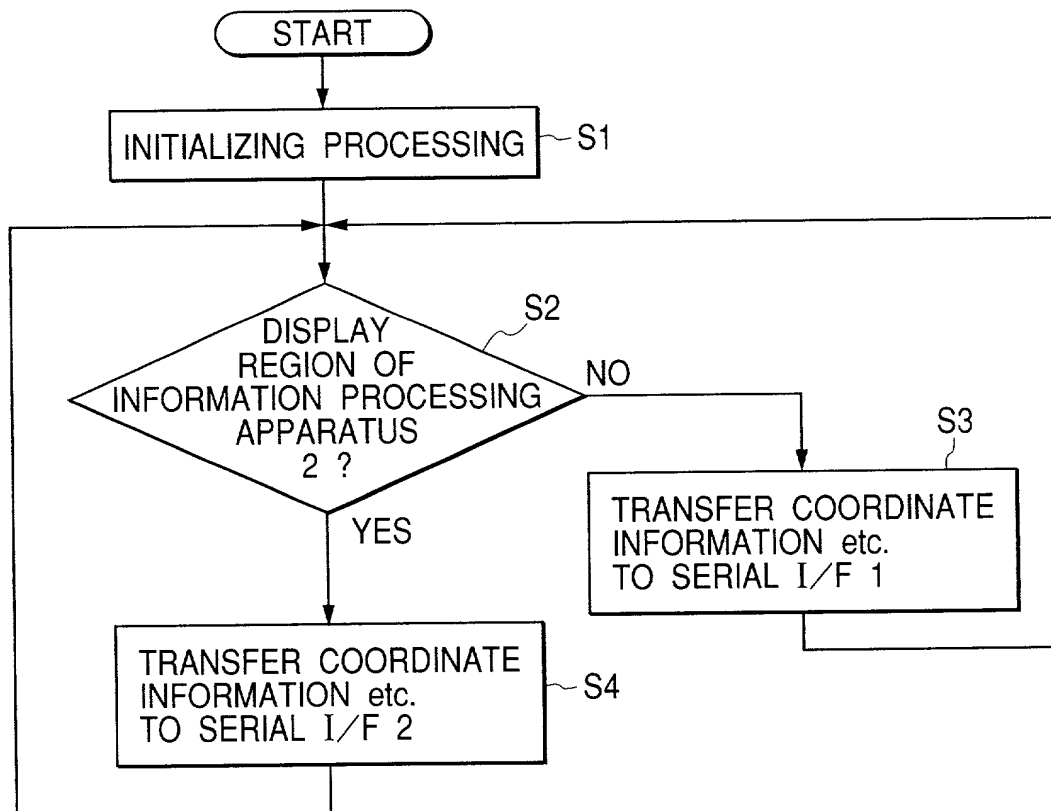 START
INITIALIZING PROCESSING
S1
S2
DISPLAY
REGION OF
INFORMATION PROCESSING
APPARATUS
2 ?
NO
YES
S3
TRANSFER COORDINATE
INFORMATION etc.
TO SERIAL I/F 1
TRANSFER COORDINATE
INFORMATION etc.
TO SERIAL I/F 2
S4